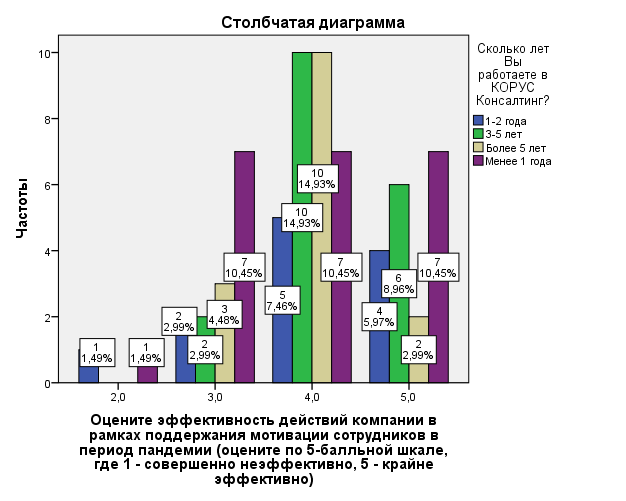 Столбчатая диаграмма
Сколько лет
Вы
работаете в
КОРУС
Консалтинг?
1-2 года
3-5 лет
Более 5 лет
Менее 1 года
Частоты
10
8
6
4
2
0
1
1,49%
1
1,49%
2
2,99%
2
2,99%
3
4,48%
7
10,45%
5
7,46%
10
14,93%
10
14,93%
7
10,45%
4
5,97%
6
8,96%
2
2,99%
7
10,45%
2,0
3,0
4,0
5,0
Оцените эффективность действий компании в
рамках поддержания мотивации сотрудников в
период пандемии (оцените по 5-балльной шкале,
где 1 - совершенно неэффективно, 5 - крайне
эффективно)